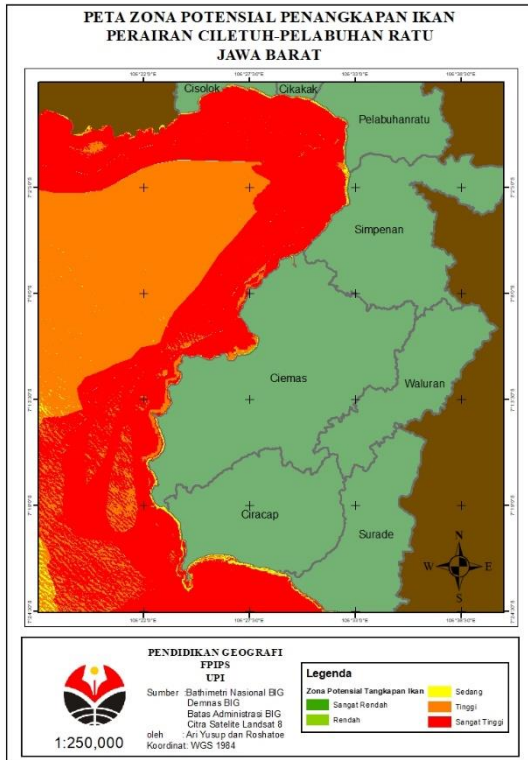 PETA ZONA POTENSIAL PENANGKAPAN IKAN
PERAIRAN CILETUH-PELABUHAN RATU
JAWA BARAT
Cisolok
Cikakak
Pelabuhanratu
Simpenan
Ciemas
Waluran
Ciracap
Surade
N
W
E
S
PENDIDIKAN GEOGRAFI
FPIPS
UPI
Sumber :Bathimetri Nasional BIG
Demnas BIG
Batas Administrasi BIG
Citra Satelite Landsat 8
oleh : Ari Yusup dan Roshatoe
Koordinat: WGS 1984
1:250,000
Legenda
Zona Potensial Tangkapan Ikan
Sangat Rendah
Rendah
Sedang
Tinggi
Sangat Tinggi